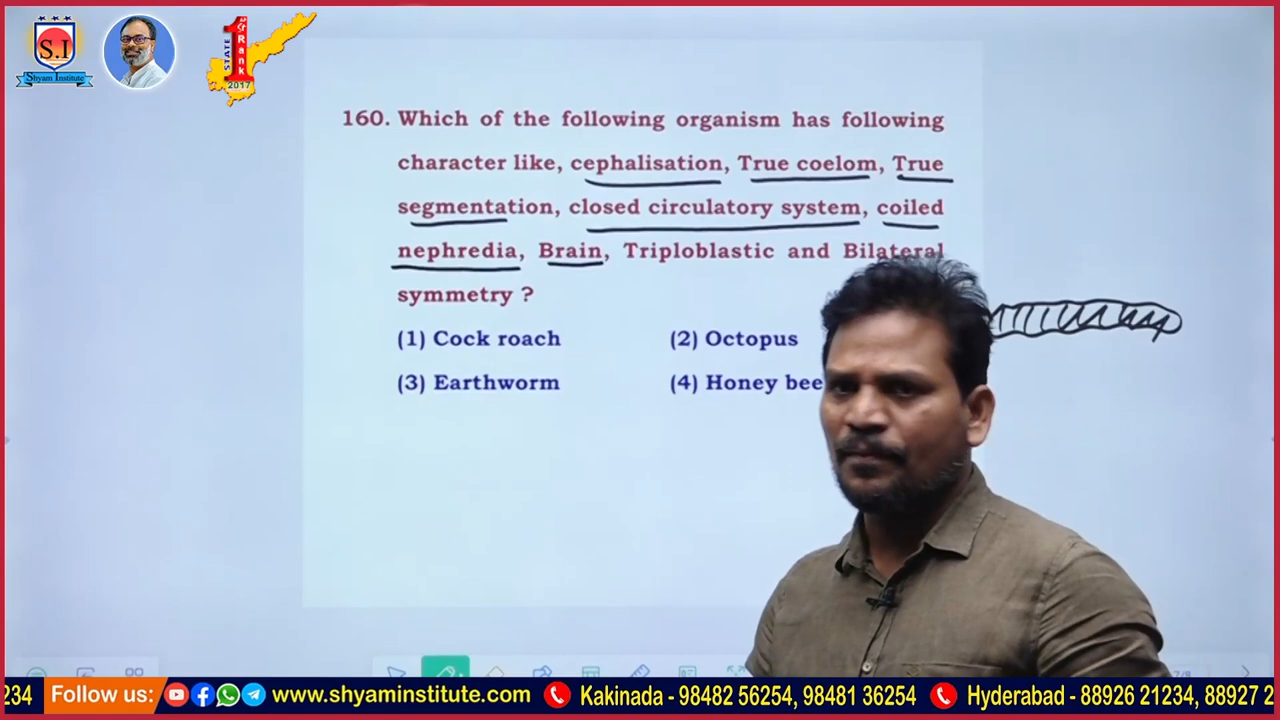 S.I
Shyam Institute
STATE
1
st
Rank
2017
160. Which of the following organism has following
character like, cephalisation, True coelom, True
segmentation, closed circulatory system, coiled
nephredia, Brain, Triploblastic and Bilateral
symmetry ?
(1) Cock roach
(2) Octopus
(3) Earthworm
(4) Honey bee
234
Follow us:
www.shyaminstitute.com
Kakinada - 98482 56254, 98481 36254
Hyderabad - 88926 21234, 88927 2